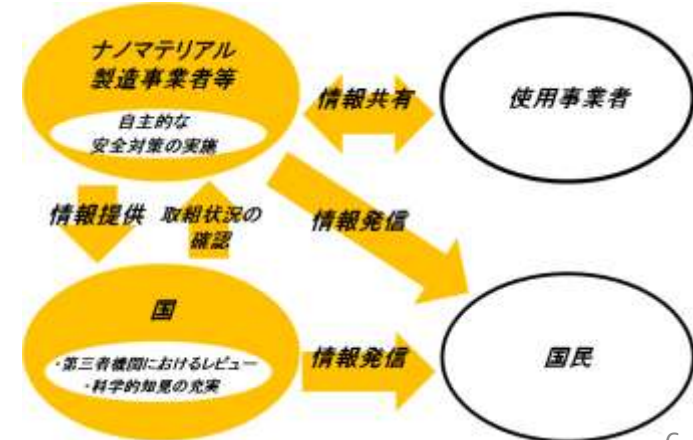 ナノマテリアル
製造事業者等
自主的な
安全対策の実施
情報共有
使用事業者
情報提供
取組状況の
確認
情報発信
国
・第三者機関におけるレビュー
・科学的知見の充実
情報発信
国民